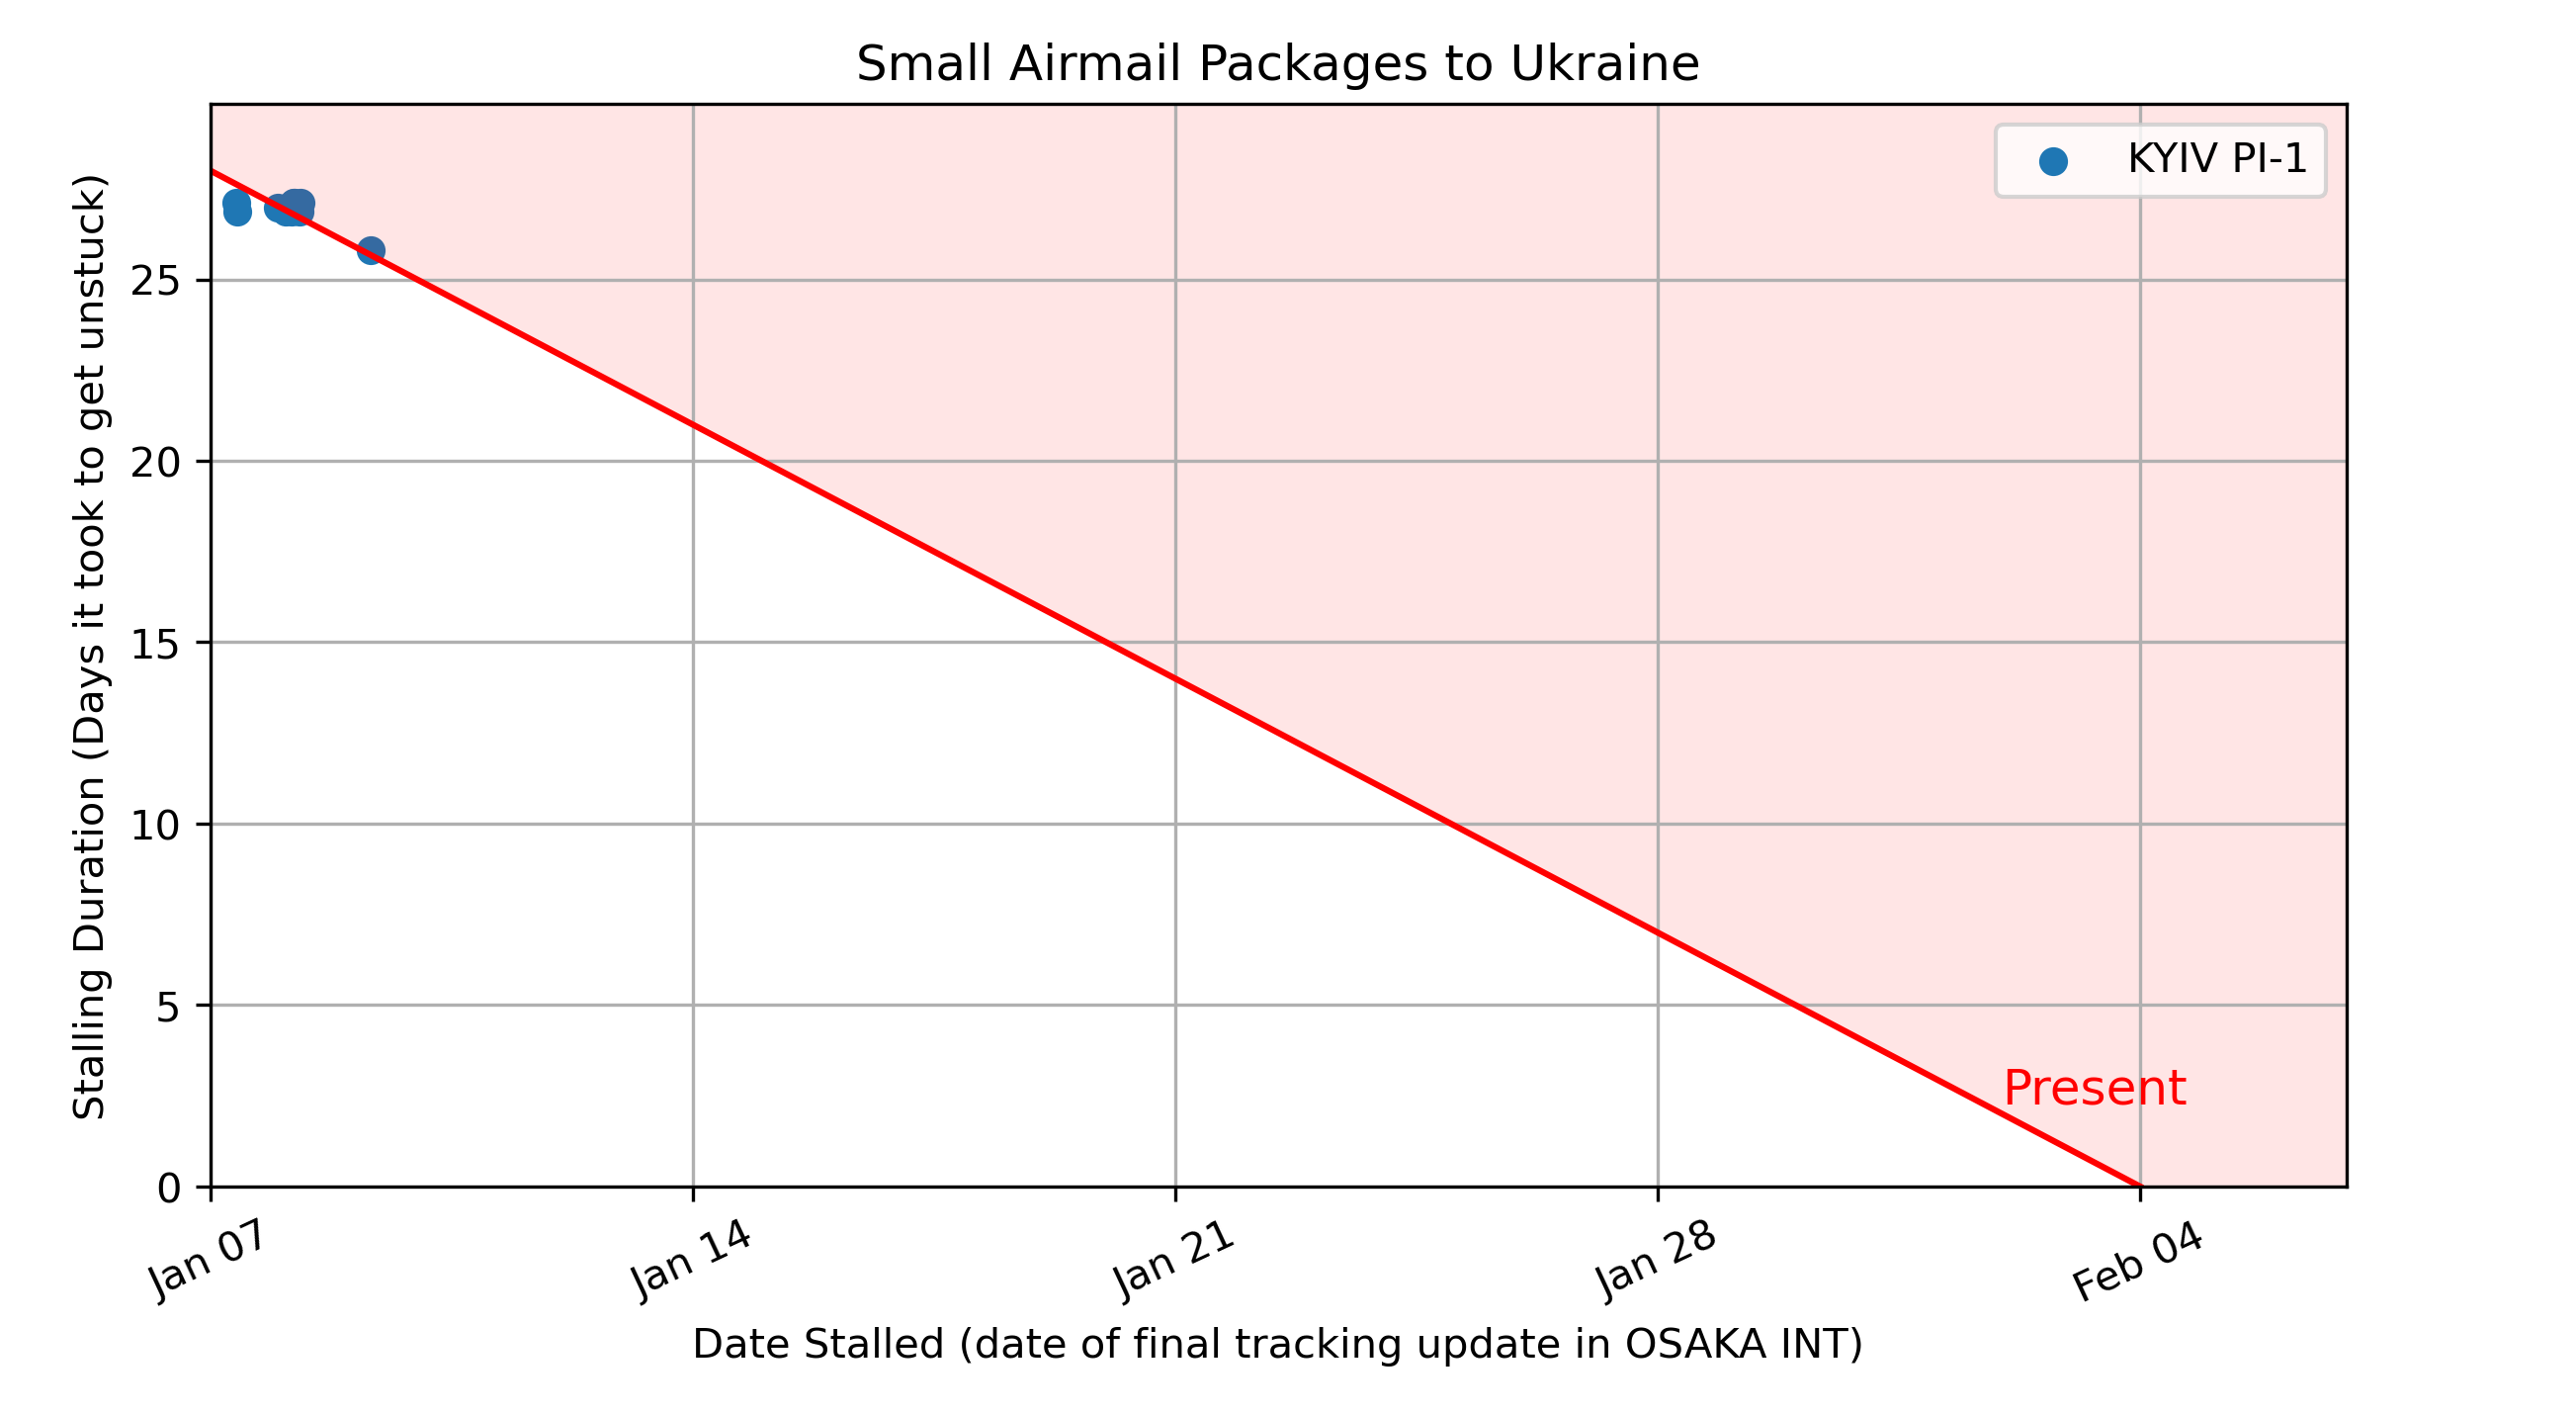 Small Airmail Packages to Ukraine
KYIV PI-1
Stalling Duration (Days it took to get unstuck)
25
20
15
10
5
0
Present
Jan 07
Jan 14
Jan 21
Jan 28
Feb 04
Date Stalled (date of final tracking update in OSAKA INT)